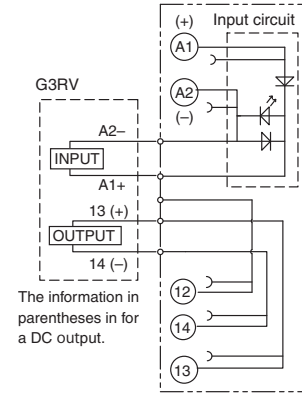 (+)
Input circuit
A1
G3RV
A2
(–)
A2–
INPUT
A1+
13 (+)
OUTPUT
14 (–)
12
The information in
parentheses in for
a DC output.
14
13